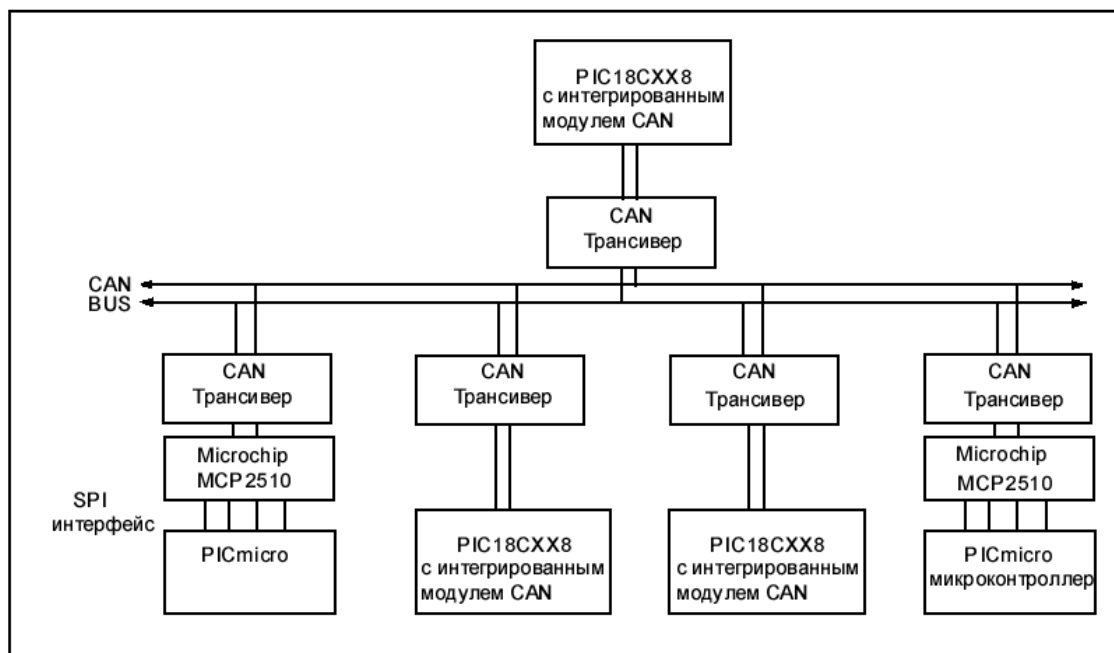 PIC18CXX8
с интегрированным
модулем CAN
CAN
Трансивер
CAN
BUS
CAN
Трансивер
CAN
Трансивер
CAN
Трансивер
CAN
Трансивер
Microchip
MCP2510
Microchip
MCP2510
SPI
интерфейс
PICmicro
PIC18CXX8
с интегрированным
модулем CAN
PIC18CXX8
с интегрированным
модулем CAN
PICmicro
микроконтроллер